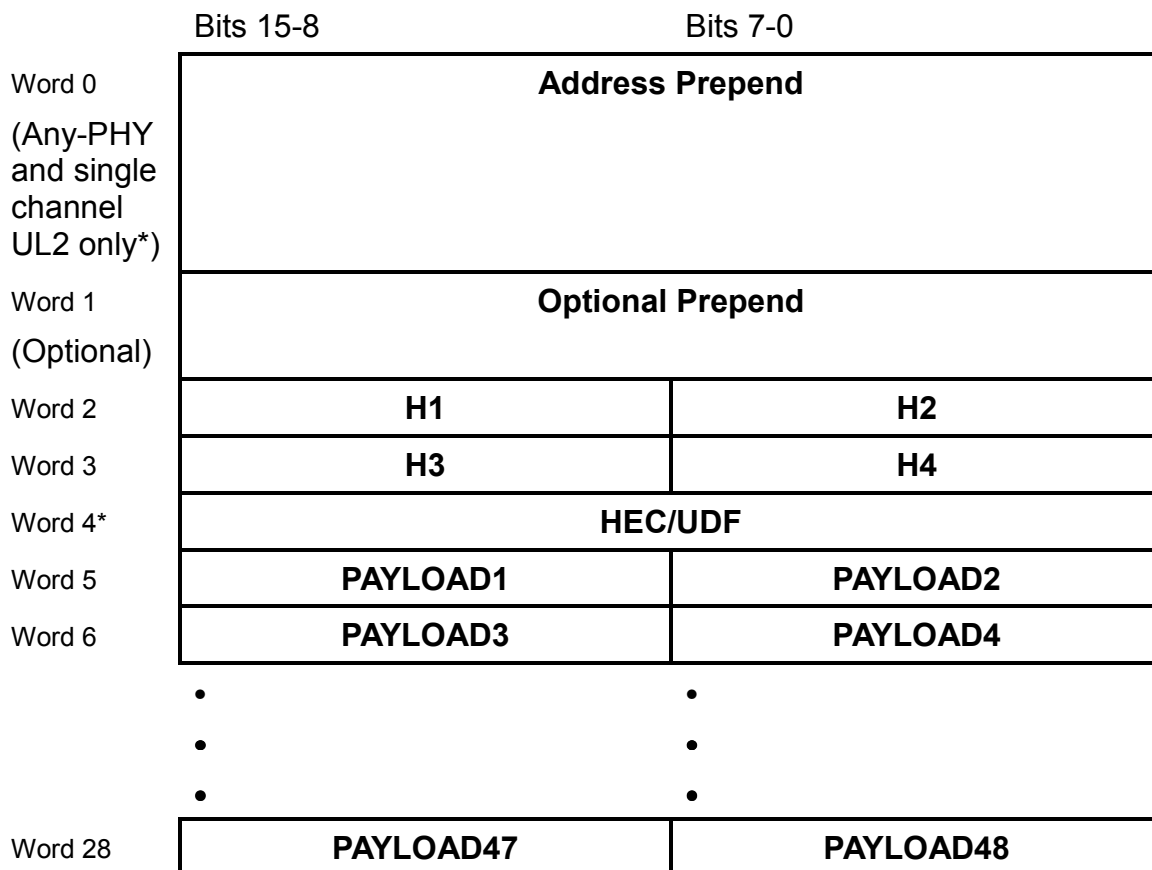 Bits 15-8 Bits 7-0
Word 0 Address Prepend
(Any-PHY
and single
channel
UL2 only*)
Word 1 Optional Prepend
(Optional)
Word 2 H1 H2
Word 3 H3 H4
Word 4* HEC/UDF
Word 5 PAYLOAD1 PAYLOAD2
Word 6 PAYLOAD3 PAYLOAD4
• •
• •
• •
Word 28 PAYLOAD47 PAYLOAD48